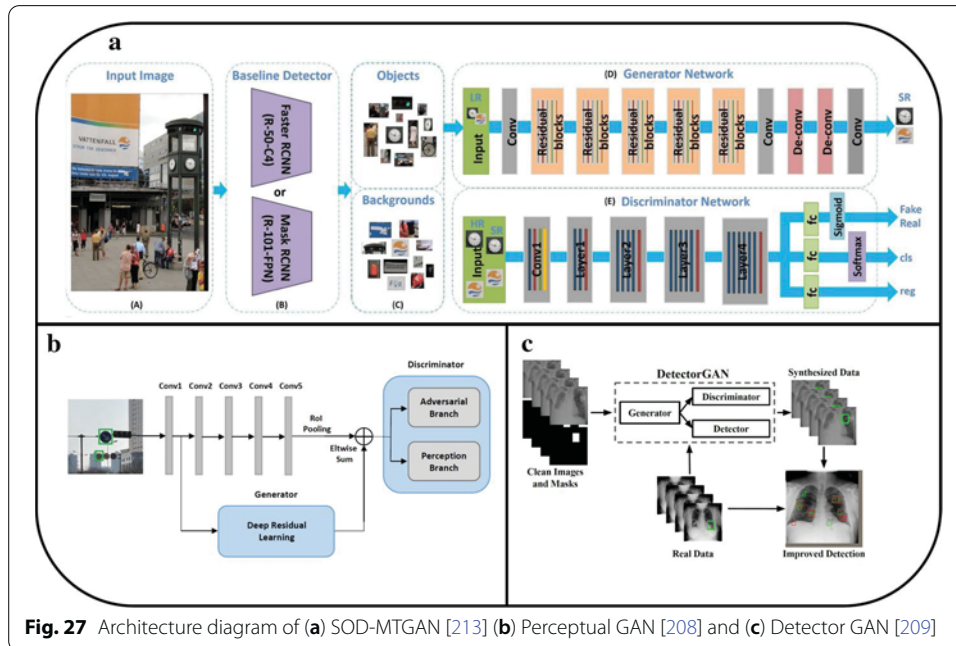 a
Input Image
VATTENFALL
(A)
Baseline Detector
Faster RCNN
(R-50-C4)
or
Mask RCNN
(R-101-FPN)
(B)
Objects
Backgrounds
(C)
(D) Generator Network
LR
Input
Conv
Residual
blocks
Residual
blocks
Residual
blocks
Residual
blocks
Residual
blocks
Conv
De-conv
De-conv
Conv
SR
(E) Discriminator Network
HR
SR
Input
Conv1
Layer1
Layer2
Layer3
Layer4
fc
Sigmoid
Fake
Real
fc
Softmax
cls
fc
reg
b
Conv1 Conv2 Conv3 Conv4 Conv5
RoI
Pooling
Eltwise
Sum
Generator
Deep Residual
Learning
Discriminator
Adversarial
Branch
Perception
Branch
c
DetectorGAN
Generator
Discriminator
Detector
Clean Images
and Masks
Synthesized Data
Real Data
Improved Detection
Fig. 27 Architecture diagram of (a) SOD-MTGAN [213] (b) Perceptual GAN [208] and (c) Detector GAN [209]